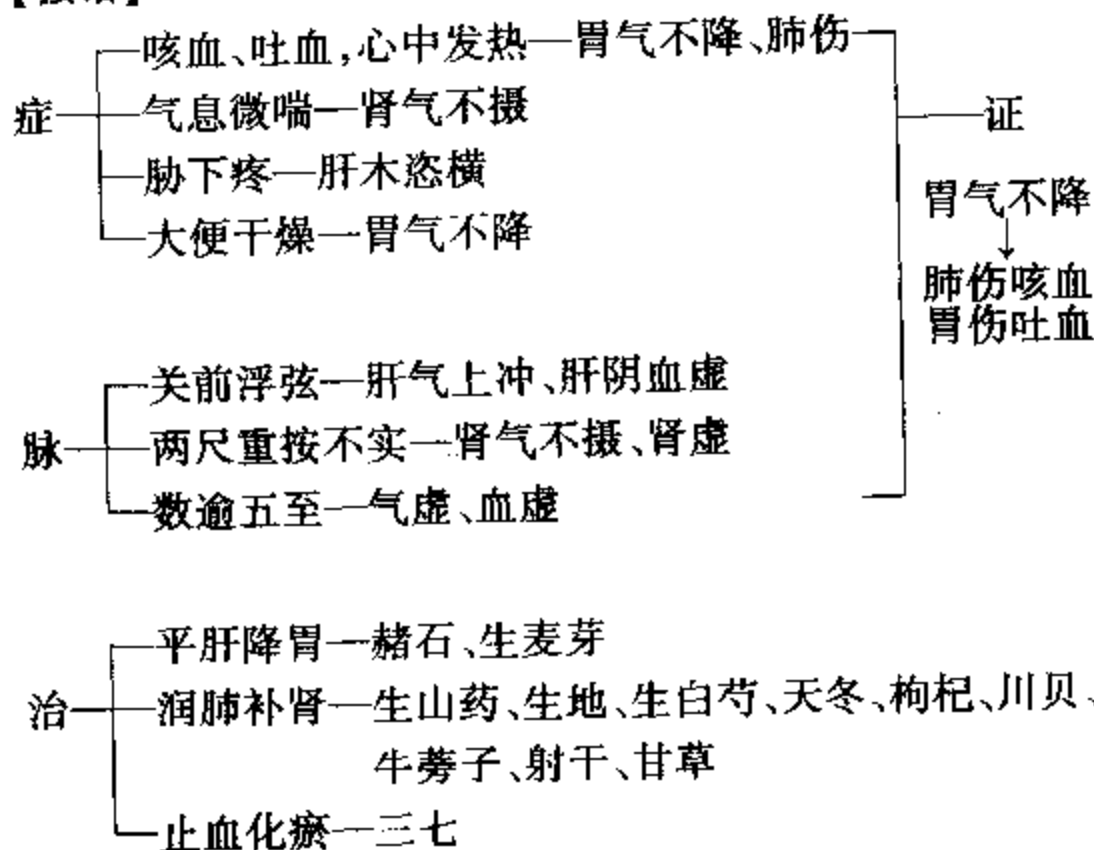 咳血、吐血,心中发热—胃气不降、肺伤
症 气息微喘—肾气不摄 证
胁下疼—肝木恣横
胃气不降
大便干燥—胃气不降
肺伤咳血
胃伤吐血
关前浮弦—肝气上冲、肝阴血虚
脉 两尺重按不实—肾气不摄、肾虚
数逾五至—气虚、血虚
平肝降胃—赭石、生麦芽
治 润肺补肾—生山药、生地、生白芍、天冬、枸杞、川贝、
牛蒡子、射干、甘草
止血化瘀—三七